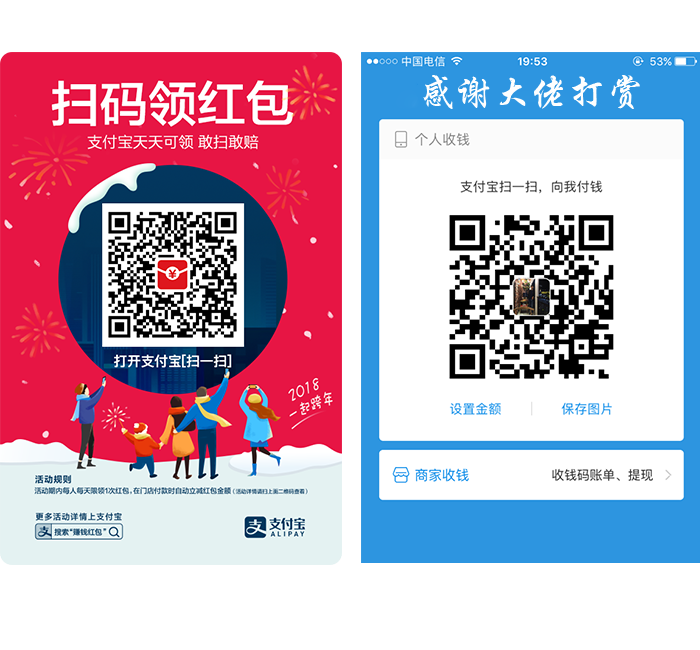 扫码领红包
支付宝天天可领 敢扫敢赔
打开支付宝[扫一扫]
2018
一起跨年
活动规则
活动期内每人每天限领1次红包，在门店付款时自动立减红包金额（活动详情请扫上面二维码查看）
更多活动详情上支付宝
支 搜索“赚钱红包”
支 支付宝
ALIPAY
中国电信 19:53 53%
感谢大佬打赏
个人收钱
支付宝扫一扫，向我付钱
设置金额 保存图片
商家收钱 收钱码账单、提现